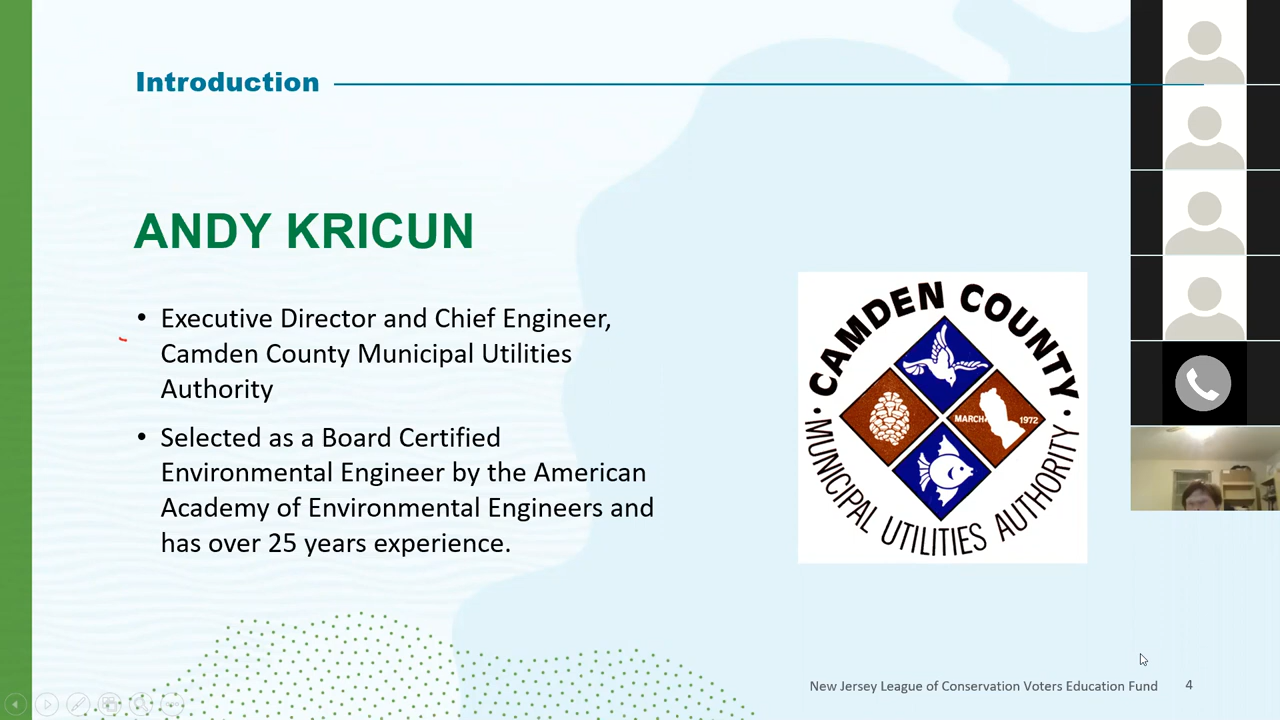 Introduction
ANDY KRICUN
• Executive Director and Chief Engineer,
Camden County Municipal Utilities
Authority
• Selected as a Board Certified
Environmental Engineer by the American
Academy of Environmental Engineers and
has over 25 years experience.
CAMDEN COUNTY
MARCH 1972
• MUNICIPAL UTILITIES AUTHORITY •
New Jersey League of Conservation Voters Education Fund 4